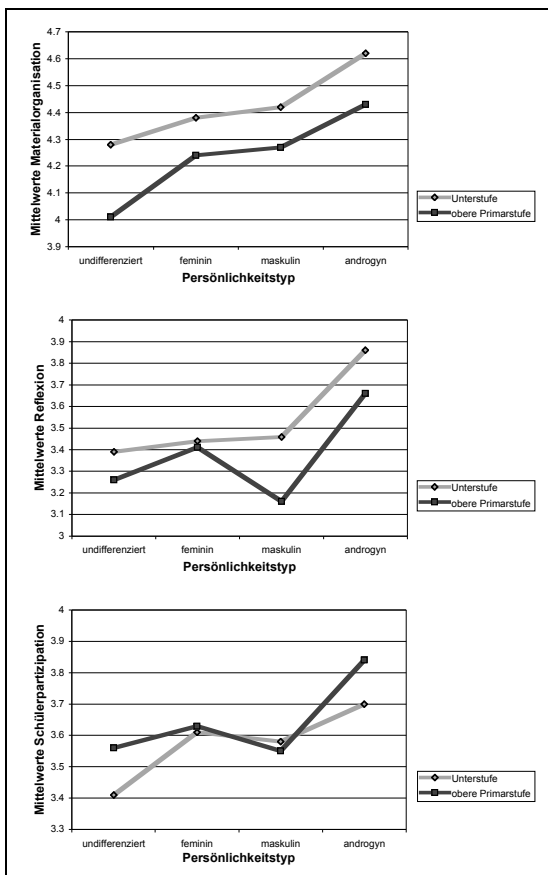 Mittelwerte Materialorganisation
4.7
4.6
4.5
4.4
4.3
4.2
4.1
4
3.9
undifferenziert feminin maskulin androgyn
Persönlichkeitstyp
Unterstufe
obere Primarstufe
Mittelwerte Reflexion
4
3.9
3.8
3.7
3.6
3.5
3.4
3.3
3.2
3.1
3
undifferenziert feminin maskulin androgyn
Persönlichkeitstyp
Unterstufe
obere Primarstufe
Mittelwerte Schülerpartizipation
4
3.9
3.8
3.7
3.6
3.5
3.4
3.3
undifferenziert feminin maskulin androgyn
Persönlichkeitstyp
Unterstufe
obere Primarstufe